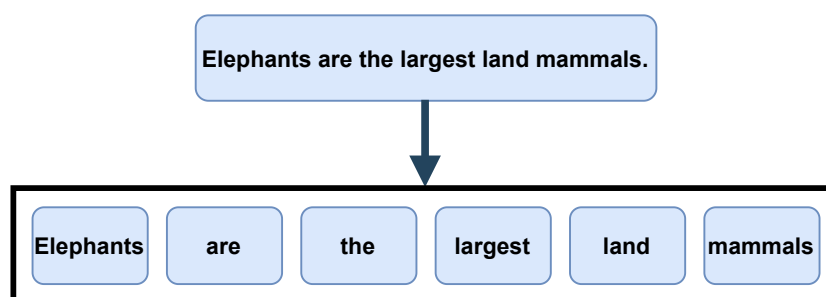 Elephants are the largest land mammals.
Elephants are the largest land mammals